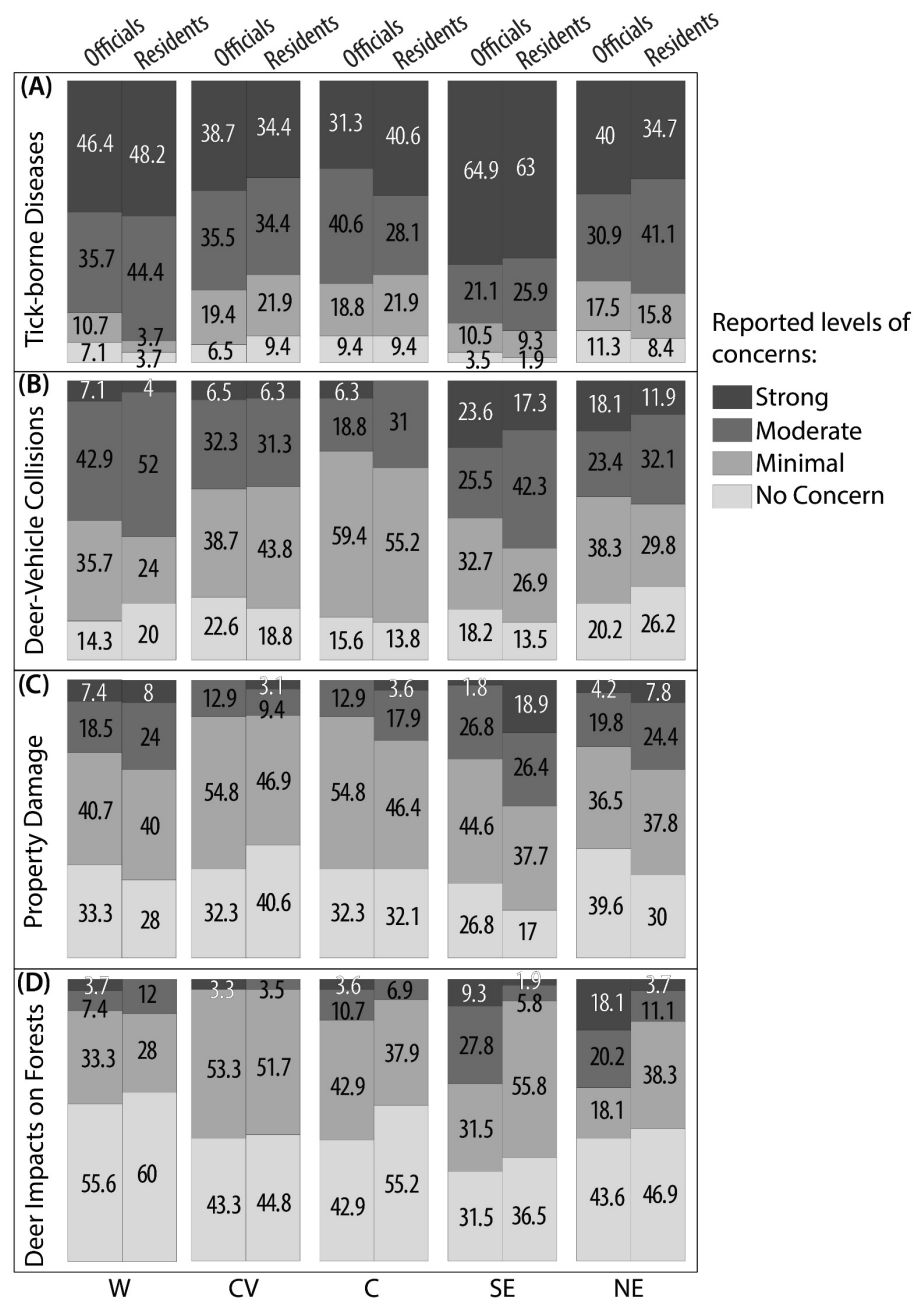 Officials Residents Officials Residents Officials Residents Officials Residents Officials Residents
(A)
Tick-borne Diseases
46.4 48.2 38.7 34.4 31.3 40.6 64.9 63 40 34.7
35.7 44.4 35.5 34.4 40.6 28.1 21.1 25.9 30.9 41.1
10.7 3.7 19.4 21.9 18.8 21.9 10.5 9.3 17.5 15.8
7.1 3.7 6.5 9.4 9.4 9.4 3.5 1.9 11.3 8.4
Reported levels of
concerns:
Strong
Moderate
Minimal
No Concern
(B)
Deer-Vehicle Collisions
7.1 4 6.5 6.3 6.3 23.6 17.3 18.1 11.9
42.9 52 32.3 31.3 18.8 31 25.5 42.3 23.4 32.1
35.7 24 38.7 43.8 59.4 55.2 32.7 26.9 38.3 29.8
14.3 20 22.6 18.8 15.6 13.8 18.2 13.5 20.2 26.2
(C)
Property Damage
7.4 8 3.1 3.6 1.8 18.9 4.2 7.8
18.5 24 12.9 9.4 12.9 17.9 26.8 26.4 19.8 24.4
40.7 40 54.8 46.9 54.8 46.4 44.6 37.7 36.5 37.8
33.3 28 32.3 40.6 32.3 32.1 26.8 17 39.6 30
(D)
Deer Impacts on Forests
3.7 3.3 3.6 9.3 1.9 18.1 3.7
7.4 12 3.5 10.7 6.9 27.8 5.8 20.2 11.1
33.3 28 53.3 51.7 42.9 37.9 31.5 55.8 18.1 38.3
55.6 60 43.3 44.8 42.9 55.2 31.5 36.5 43.6 46.9
W CV C SE NE